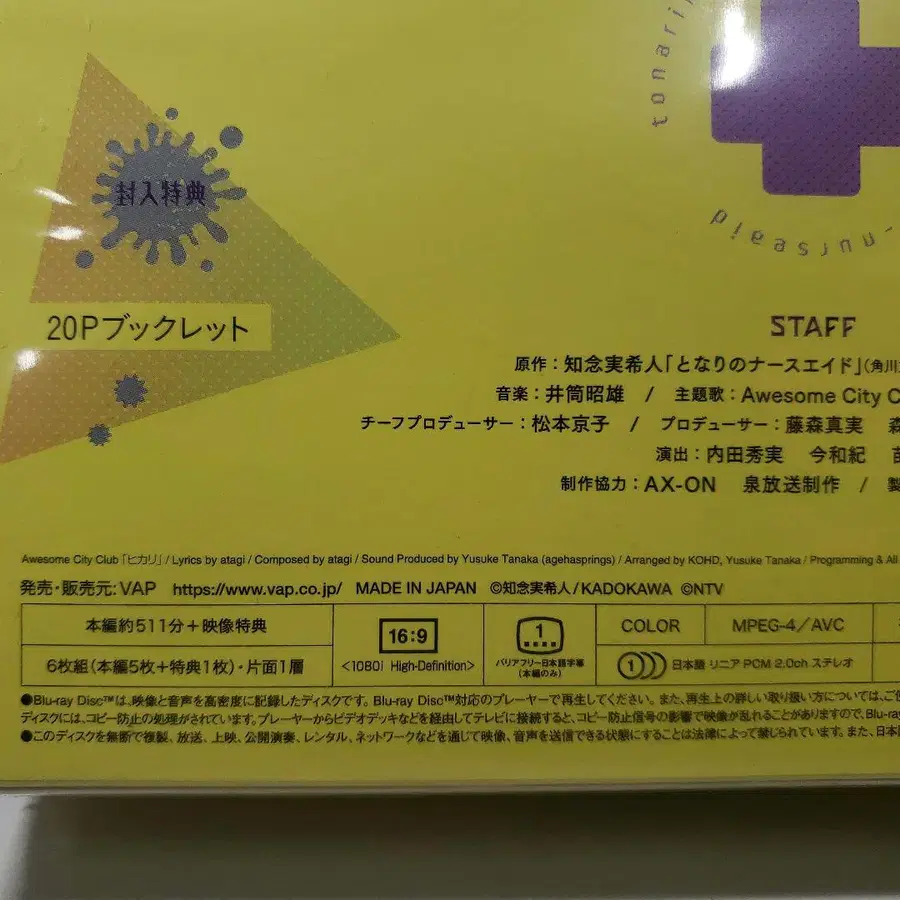 tonari
nurseaid
封入特典
20Pブックレット
STAFF
原作：知念実希人「となりのナースエイド」(角川
音楽：井筒昭雄 / 主題歌：Awesome City C
チーフプロデューサー：松本京子 / プロデューサー：藤森真実 森
演出：内田秀実 今和紀 苗
制作協力：AX-ON 泉放送制作 / 製
Awesome City Club「ヒカリ」/ Lyrics by atagi / Composed by atagi / Sound Produced by Yusuke Tanaka (agehasprings) / Arranged by KOHD, Yusuke Tanaka / Programming & All
発売・販売元：VAP https://www.vap.co.jp/ MADE IN JAPAN ©知念実希人/KADOKAWA ©NTV
本編約511分＋映像特典
6枚組(本編5枚＋特典1枚)・片面1層
16:9
<1080i High-Definition>
1
バリアフリー日本語字幕
(本編のみ)
COLOR
MPEG-4／AVC
1 日本語 リニア PCM 2.0ch ステレオ
●Blu-ray Disc™は、映像と音声を高密度に記録したディスクです。Blu-ray Disc™対応のプレーヤーで再生してください。また、再生上の詳しい取り扱い方については、ご使
ディスクには、コピー防止の処理がされています。プレーヤーからビデオデッキなどを経由してテレビに接続すると、コピー防止信号の影響で映像が乱れることがありますので、Blu-ray
●このディスクを無断で複製、放送、上映、公開演奏、レンタル、ネットワークなどを通じて映像、音声を送信できる状態にすることは法律によって禁じられています。また、日本